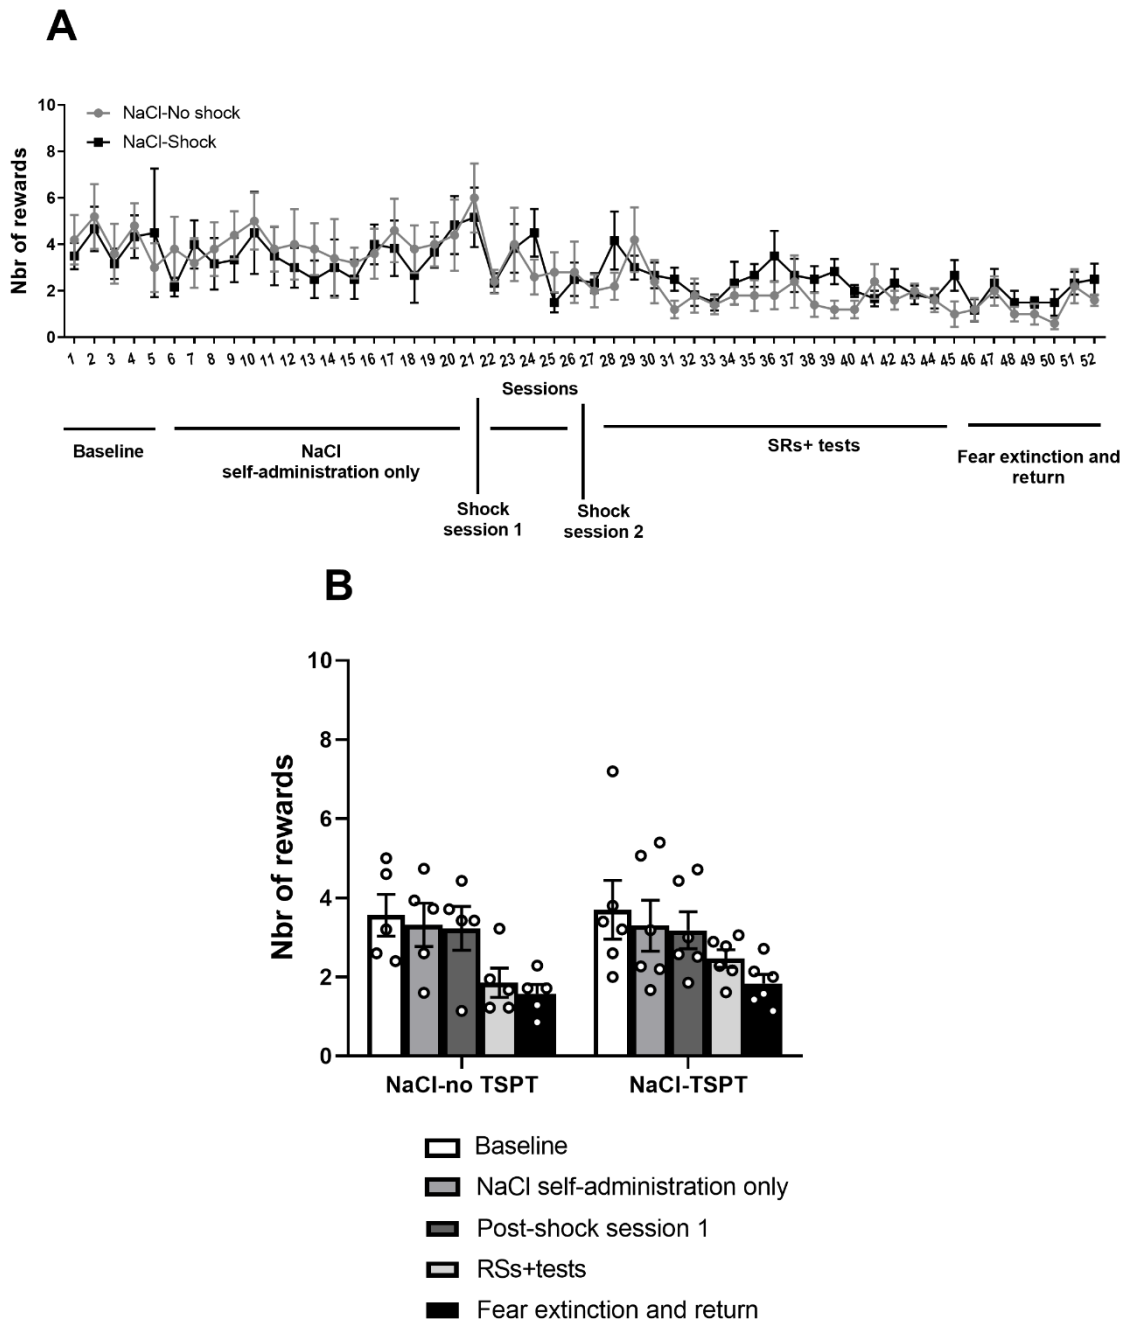 A
10
8
6
4
2
0
Nbr of rewards
NaCl-No shock
NaCl-Shock
1 2 3 4 5 6 7 8 9 10 11 12 13 14 15 16 17 18 19 20 21 22 23 24 25 26 27 28 29 30 31 32 33 34 35 36 37 38 39 40 41 42 43 44 45 46 47 48 49 50 51 52
Sessions
Baseline
NaCl
self-administration only
Shock
session 1
Shock
session 2
SRs+ tests
Fear extinction and
return
B
10
8
6
4
2
0
Nbr of rewards
NaCl-no TSPT NaCl-TSPT
Baseline
NaCl self-administration only
Post-shock session 1
RSs+tests
Fear extinction and return